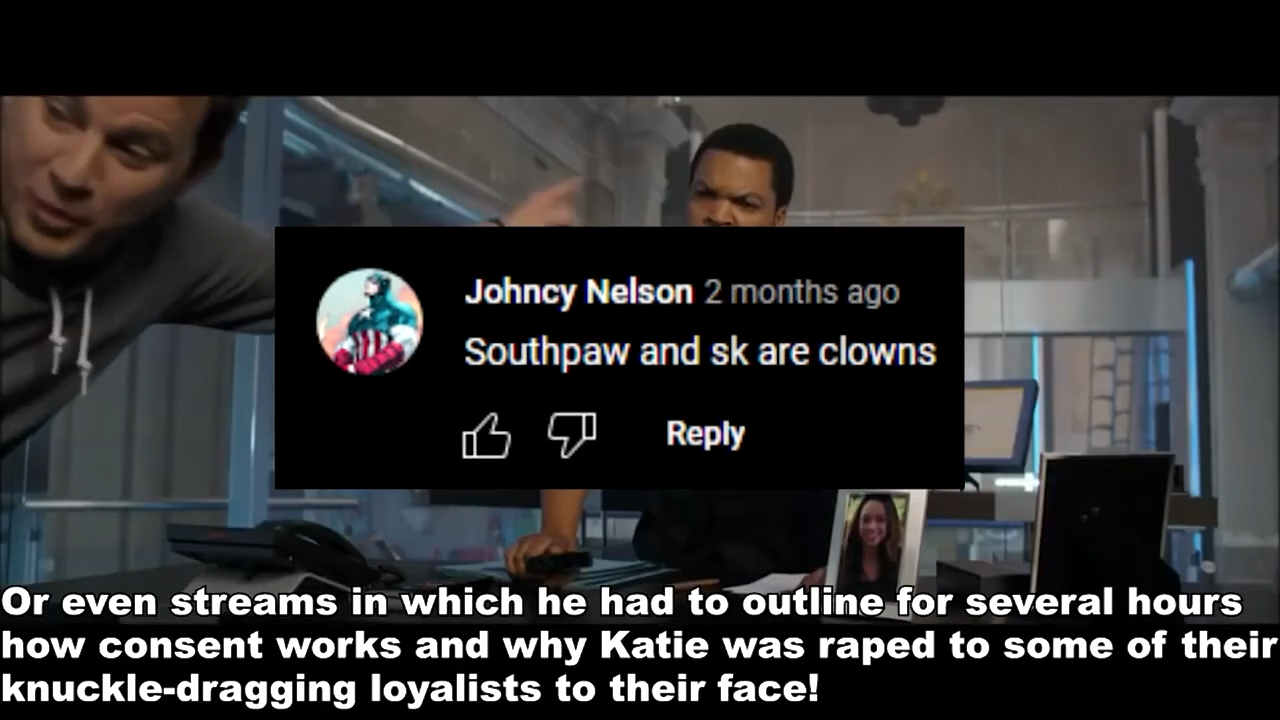 Johncy Nelson 2 months ago
Southpaw and sk are clowns
Reply
Or even streams in which he had to outline for several hours
how consent works and why Katie was raped to some of their
knuckle-dragging loyalists to their face!